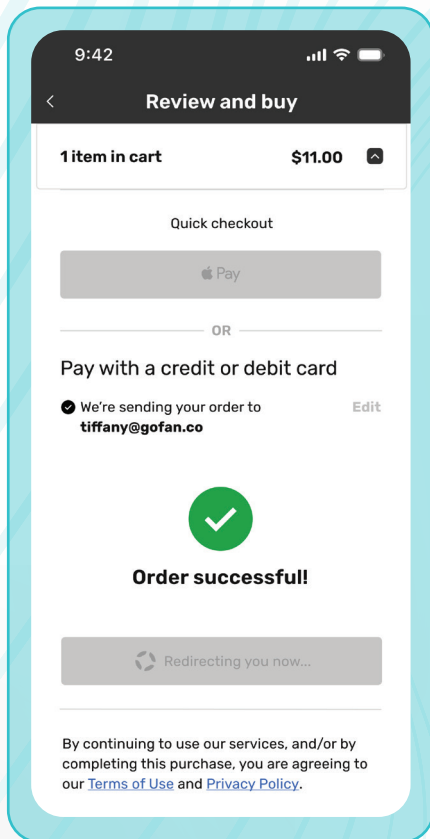 9:42
Review and buy
1 item in cart $11.00
Quick checkout
Pay
OR
Pay with a credit or debit card
We're sending your order to Edit
tiffany@gofan.co
Order successful!
Redirecting you now...
By continuing to use our services, and/or by
completing this purchase, you are agreeing to
our Terms of Use and Privacy Policy.